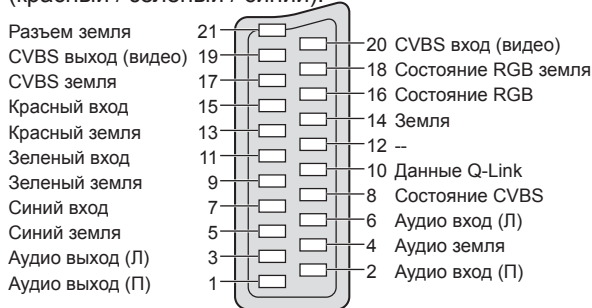 (красный / зеленый / синий).
Разъем земля 21
CVBS выход (видео) 19
CVBS земля 17
Красный вход 15
Красный земля 13
Зеленый вход 11
Зеленый земля 9
Синий вход 7
Синий земля 5
Аудио выход (Л) 3
Аудио выход (П) 1
20 CVBS вход (видео)
18 Состояние RGB земля
16 Состояние RGB
14 Земля
12 --
10 Данные Q-Link
8 Состояние CVBS
6 Аудио вход (Л)
4 Аудио земля
2 Аудио вход (П)